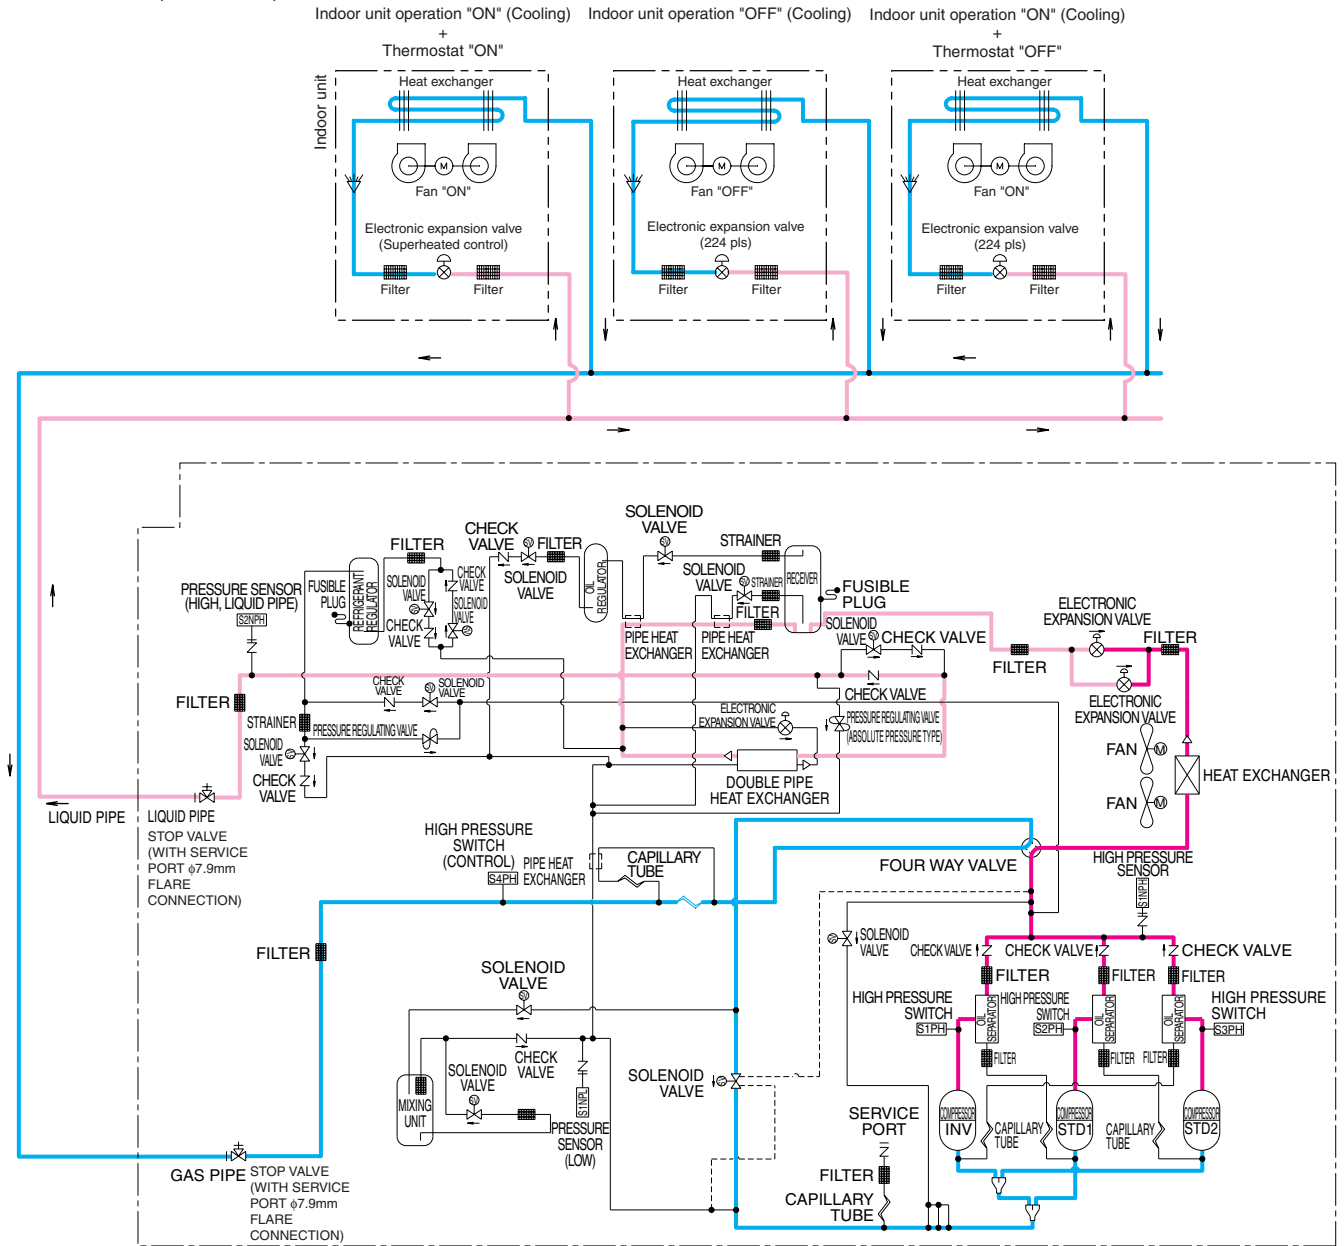 Indoor unit operation "ON" (Cooling)
+
Thermostat "ON"
Indoor unit operation "OFF" (Cooling)
Indoor unit operation "ON" (Cooling)
+
Thermostat "OFF"
Indoor unit
Heat exchanger
M
Fan "ON"
Electronic expansion valve
(Superheated control)
Filter
Filter
Heat exchanger
M
Fan "OFF"
Electronic expansion valve
(224 pls)
Filter
Filter
Heat exchanger
M
Fan "ON"
Electronic expansion valve
(224 pls)
Filter
Filter
PRESSURE SENSOR
(HIGH, LIQUID PIPE)
S2NPH
FUSIBLE
PLUG
REFRIGERANT
REGULATOR
FILTER
SOLENOID
VALVE
CHECK
VALVE
CHECK
VALVE
SOLENOID
VALVE
CHECK
VALVE
SV
SOLENOID
VALVE
FILTER
OIL
REGULATOR
SOLENOID
VALVE
SV
STRAINER
SOLENOID
VALVE
SV
STRAINER
FILTER
RECEIVER
FUSIBLE
PLUG
PIPE HEAT
EXCHANGER
PIPE HEAT
EXCHANGER
SOLENOID
VALVE
CHECK VALVE
CHECK VALVE
FILTER
ELECTRONIC
EXPANSION VALVE
FILTER
ELECTRONIC
EXPANSION VALVE
FAN
M
FAN
M
HEAT EXCHANGER
FILTER
STRAINER
SOLENOID
VALVE
CHECK
VALVE
CHECK
VALVE
SV
SOLENOID
VALVE
PRESSURE REGULATING VALVE
ELECTRONIC
EXPANSION VALVE
PRESSURE REGULATING VALVE
(ABSOLUTE PRESSURE TYPE)
DOUBLE PIPE
HEAT EXCHANGER
LIQUID PIPE
LIQUID PIPE
STOP VALVE
(WITH SERVICE
PORT φ7.9mm
FLARE
CONNECTION)
HIGH PRESSURE
SWITCH
(CONTROL)
S4PH
PIPE HEAT
EXCHANGER
CAPILLARY
TUBE
FOUR WAY VALVE
HIGH PRESSURE
SENSOR
S1NPH
FILTER
SOLENOID
VALVE
SV
SOLENOID
VALVE
CHECK VALVE
CHECK VALVE
CHECK VALVE
FILTER
FILTER
FILTER
HIGH PRESSURE
SWITCH
S1PH
OIL
SEPARATOR
HIGH PRESSURE
SWITCH
S2PH
OIL
SEPARATOR
OIL
SEPARATOR
HIGH PRESSURE
SWITCH
S3PH
FILTER
FILTER
FILTER
CHECK
VALVE
SOLENOID
VALVE
SV
MIXING
UNIT
S1NPL
PRESSURE
SENSOR
(LOW)
SOLENOID
VALVE
SERVICE
PORT
FILTER
CAPILLARY
TUBE
COMPRESSOR
INV
CAPILLARY
TUBE
COMPRESSOR
STD1
CAPILLARY
TUBE
COMPRESSOR
STD2
GAS PIPE
STOP VALVE
(WITH SERVICE
PORT φ7.9mm
FLARE
CONNECTION)